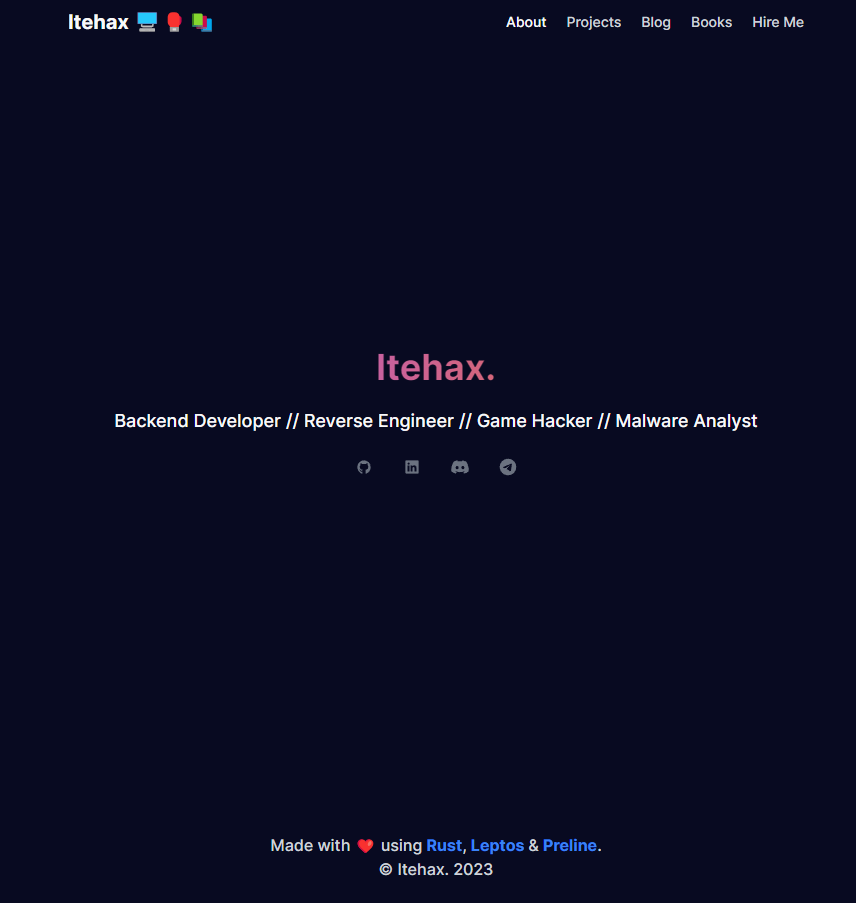 Itehax 🖥️ 🏓 📚
About Projects Blog Books Hire Me
Itehax.
Backend Developer // Reverse Engineer // Game Hacker // Malware Analyst
Made with ❤️ using Rust, Leptos & Preline.
© Itehax. 2023